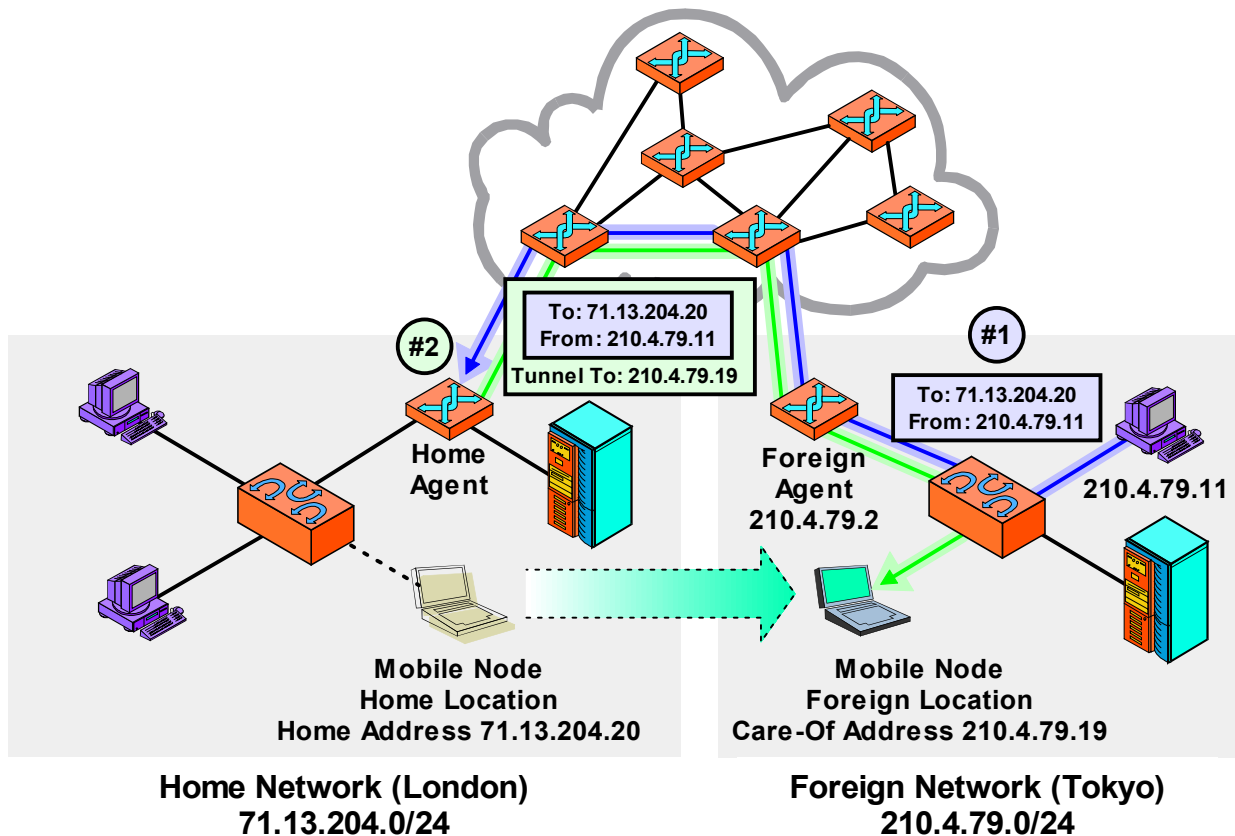 To: 71.13.204.20
From: 210.4.79.11
Tunnel To: 210.4.79.19
#2
#1
To: 71.13.204.20
From: 210.4.79.11
Home
Agent
Foreign
Agent
210.4.79.2
210.4.79.11
Mobile Node
Home Location
Home Address 71.13.204.20
Mobile Node
Foreign Location
Care-Of Address 210.4.79.19
Home Network (London)
71.13.204.0/24
Foreign Network (Tokyo)
210.4.79.0/24